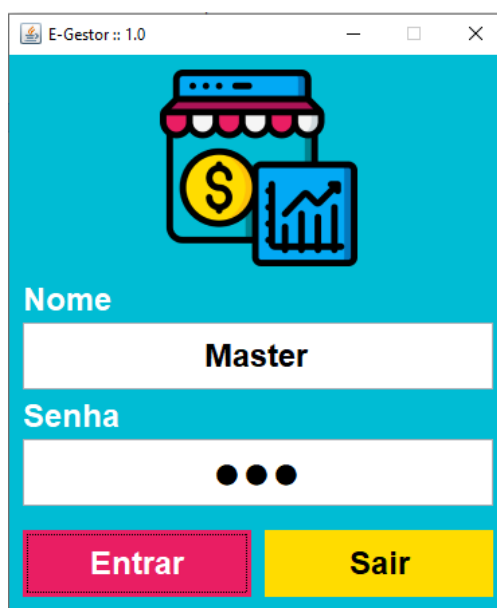 E-Gestor :: 1.0
$
Nome
Master
Senha
●●●
Entrar
Sair